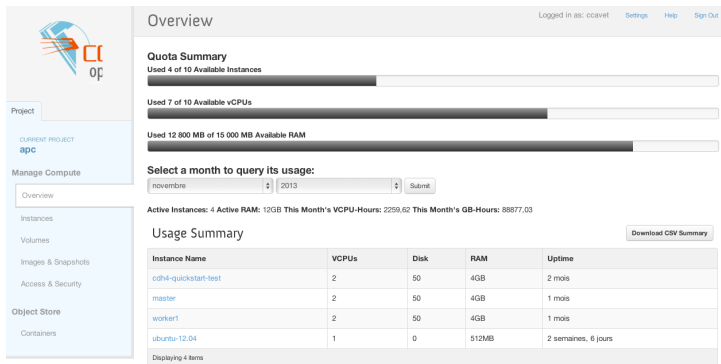 CC
op
Project
CURRENT PROJECT
apc
Manage Compute
Overview
Instances
Volumes
Images & Snapshots
Access & Security
Object Store
Containers
Overview
Logged in as: ccavet Settings Help Sign Out
Quota Summary
Used 4 of 10 Available Instances
Used 7 of 10 Available vCPUs
Used 12 800 MB of 15 000 MB Available RAM
Select a month to query its usage:
novembre 2013 Submit
Active Instances: 4 Active RAM: 12GB This Month's VCPU-Hours: 2259,62 This Month's GB-Hours: 88877,03
Usage Summary Download CSV Summary
Instance Name VCPUs Disk RAM Uptime
cdh4-quickstart-test 2 50 4GB 2 mois
master 2 50 4GB 1 mois
worker1 2 50 4GB 1 mois
ubuntu-12.04 1 0 512MB 2 semaines, 6 jours
Displaying 4 items